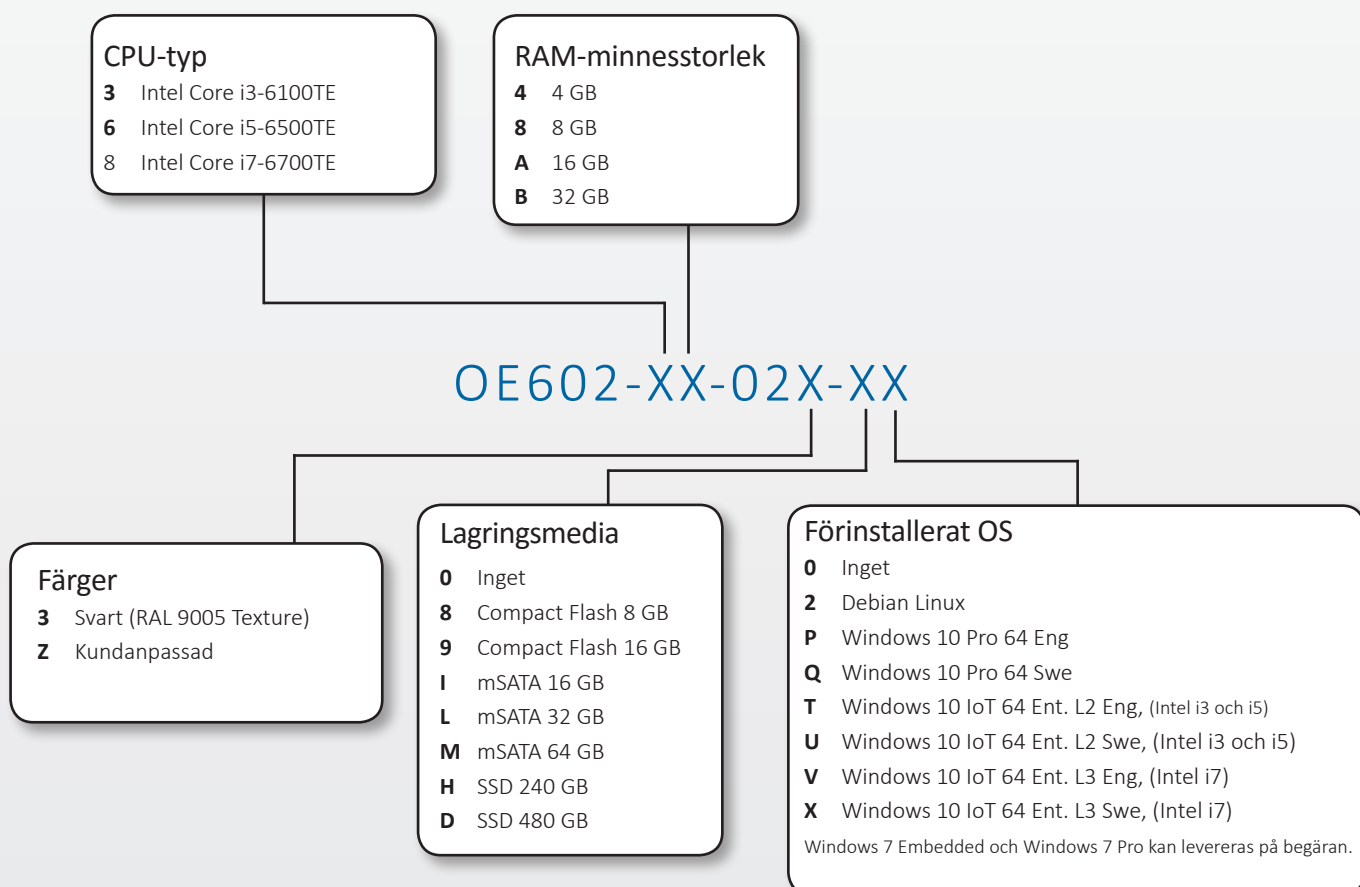 CPU-typ
3 Intel Core i3-6100TE
6 Intel Core i5-6500TE
8 Intel Core i7-6700TE
RAM-minnesstorlek
4 4 GB
8 8 GB
A 16 GB
B 32 GB
OE602-XX-02X-XX
Färger
3 Svart (RAL 9005 Texture)
Z Kundanpassad
Lagringsmedia
0 Inget
8 Compact Flash 8 GB
9 Compact Flash 16 GB
I mSATA 16 GB
L mSATA 32 GB
M mSATA 64 GB
H SSD 240 GB
D SSD 480 GB
Förinstallerat OS
0 Inget
2 Debian Linux
P Windows 10 Pro 64 Eng
Q Windows 10 Pro 64 Swe
T Windows 10 IoT 64 Ent. L2 Eng, (Intel i3 och i5)
U Windows 10 IoT 64 Ent. L2 Swe, (Intel i3 och i5)
V Windows 10 IoT 64 Ent. L3 Eng, (Intel i7)
X Windows 10 IoT 64 Ent. L3 Swe, (Intel i7)
Windows 7 Embedded och Windows 7 Pro kan levereras på begäran.